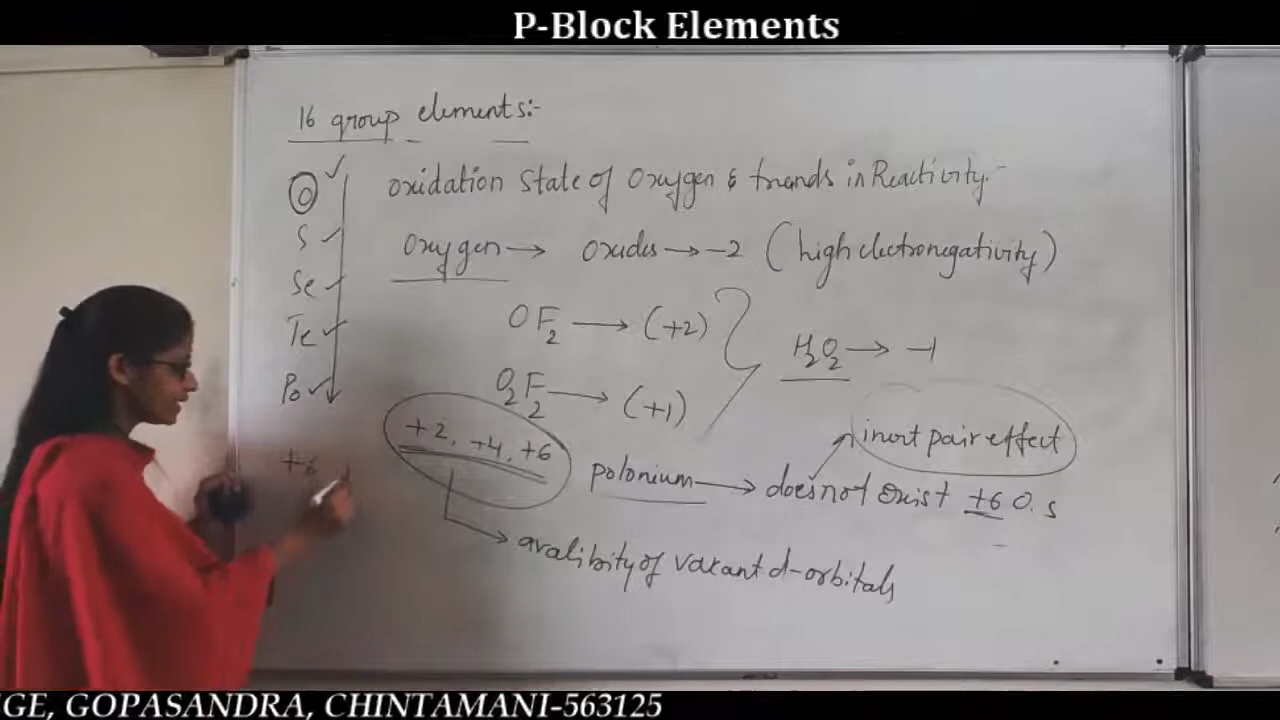 P-Block Elements
16 group elements:-
O
S
Se
Te
Po
+6
oxidation State of Oxygen & trends in Reactivity:-
Oxygen → oxides → -2 (high electronegativity)
OF2 → (+2)
H2O2 → -1
O2F2 → (+1)
+2, +4, +6
inert pair effect
polonium → does not exist +6 O.S
avalibity of vacant d-orbitals
GE, GOPASANDRA, CHINTAMANI-563125